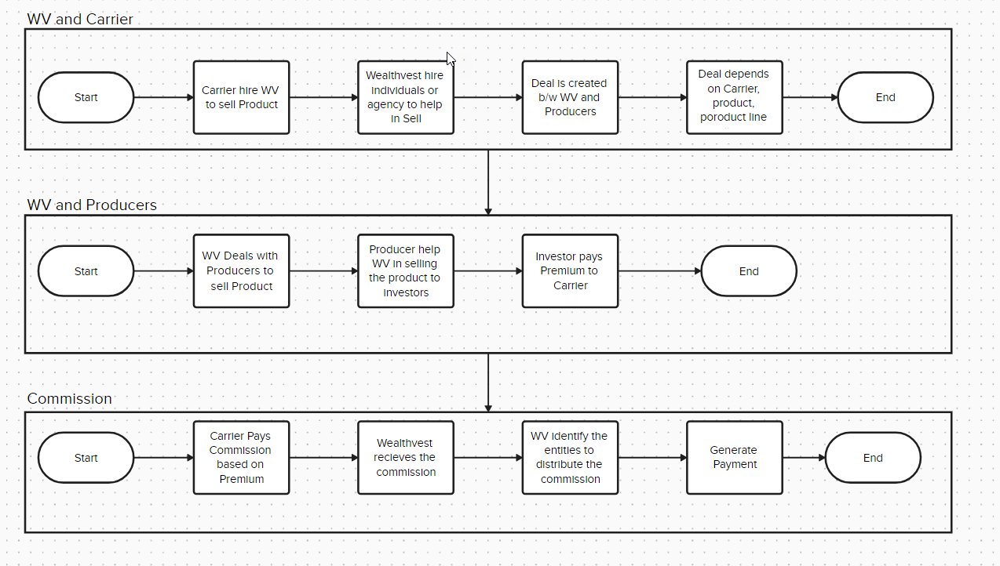 WV and Carrier
Start
Carrier hire WV
to sell Product
Wealthvest hire
individuals or
agency to help
in Sell
Deal is created
b/w WV and
Producers
Deal depends
on Carrier,
product,
poroduct line
End
WV and Producers
Start
WV Deals with
Producers to
sell Product
Producer help
WV in selling
the product to
investors
Investor pays
Premium to
Carrier
End
Commission
Start
Carrier Pays
Commission
based on
Premium
Wealthvest
recieves the
commission
WV identify the
entities to
distribute the
commission
Generate
Payment
End